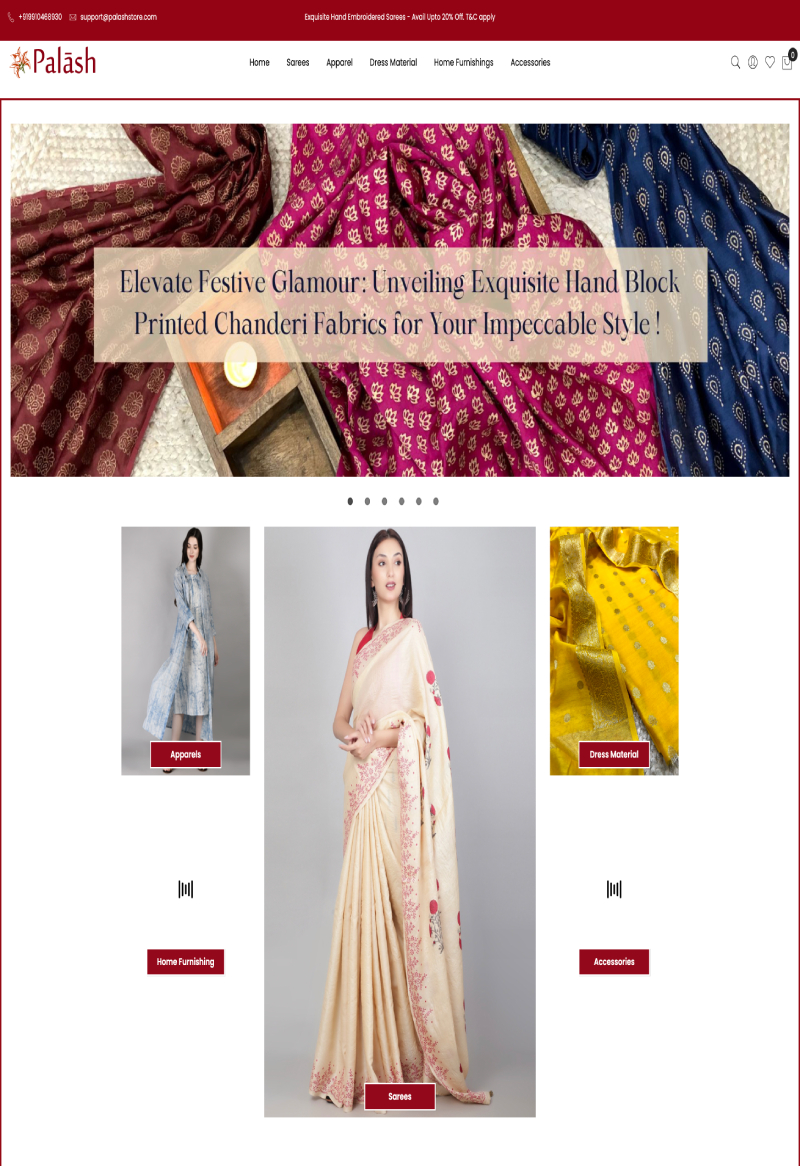 +919910468930 support@palashstore.com Exquisite Hand Embroidered Sarees - Avail Upto 20% Off. T&C apply
Palāsh
Home Sarees Apparel Dress Material Home Furnishings Accessories
0
Elevate Festive Glamour: Unveiling Exquisite Hand Block
Printed Chanderi Fabrics for Your Impeccable Style !
Apparels
Dress Material
Home Furnishing
Accessories
Sarees